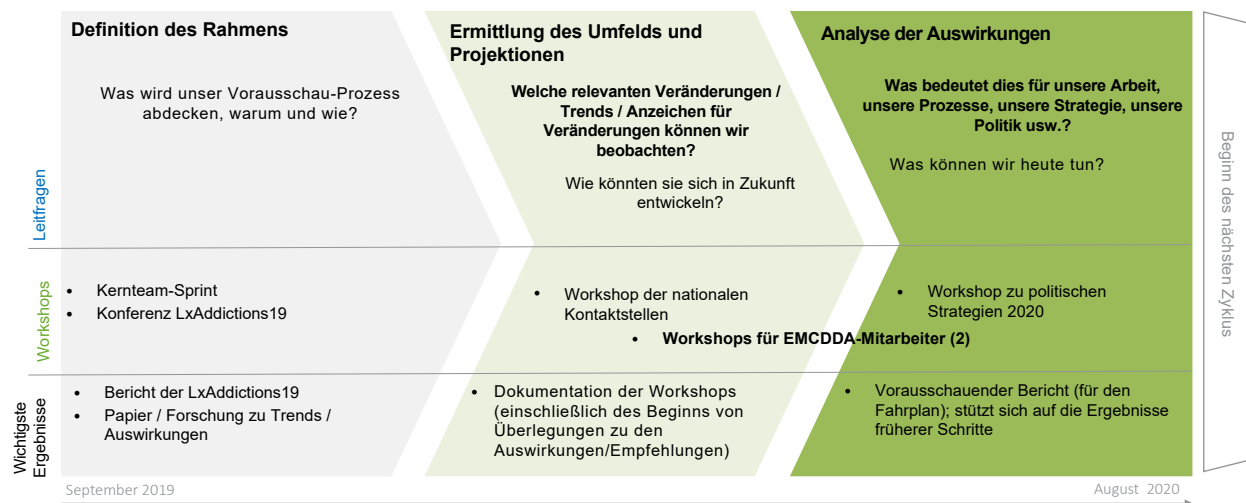 Definition des Rahmens
Was wird unser Vorausschau-Prozess
abdecken, warum und wie?
Ermittlung des Umfelds und
Projektionen
Welche relevanten Veränderungen /
Trends / Anzeichen für
Veränderungen können wir
beobachten?
Wie könnten sie sich in Zukunft
entwickeln?
Analyse der Auswirkungen
Was bedeutet dies für unsere Arbeit,
unsere Prozesse, unsere Strategie, unsere
Politik usw.?
Was können wir heute tun?
Beginn des nächsten Zyklus
Leitfragen
Workshops
• Kernteam-Sprint
• Konferenz LxAddictions19
• Workshop der nationalen
Kontaktstellen
• Workshops für EMCDDA-Mitarbeiter (2)
• Workshop zu politischen
Strategien 2020
Wichtigste
Ergebnisse
• Bericht der LxAddictions19
• Papier / Forschung zu Trends /
Auswirkungen
• Dokumentation der Workshops
(einschließlich des Beginns von
Überlegungen zu den
Auswirkungen/Empfehlungen)
• Vorausschauender Bericht (für den
Fahrplan); stützt sich auf die Ergebnisse
früherer Schritte
September 2019
August 2020